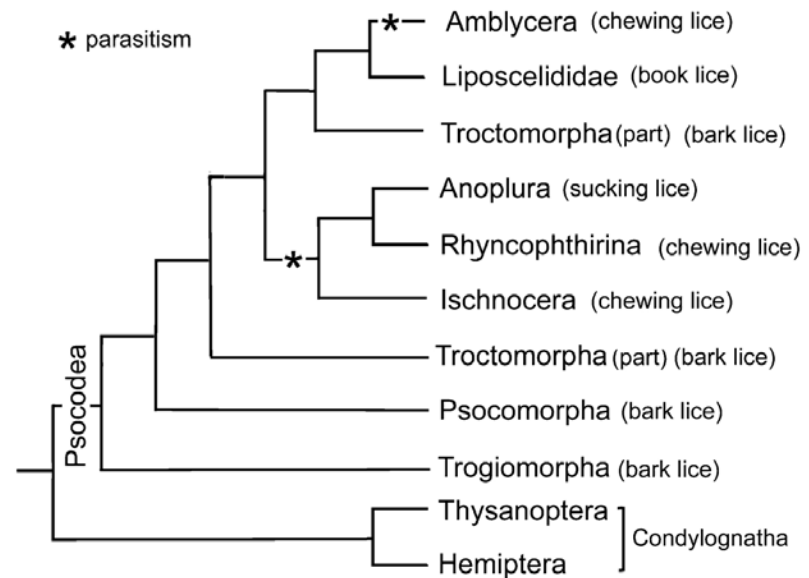 * parasitism
*
Amblycera (chewing lice)
Liposcelididae (book lice)
Troctomorpha (part) (bark lice)
Anoplura (sucking lice)
*
Rhyncophthirina (chewing lice)
Ischnocera (chewing lice)
Troctomorpha (part) (bark lice)
Psocodea
Psocomorpha (bark lice)
Trogiomorpha (bark lice)
Thysanoptera
Condylognatha
Hemiptera